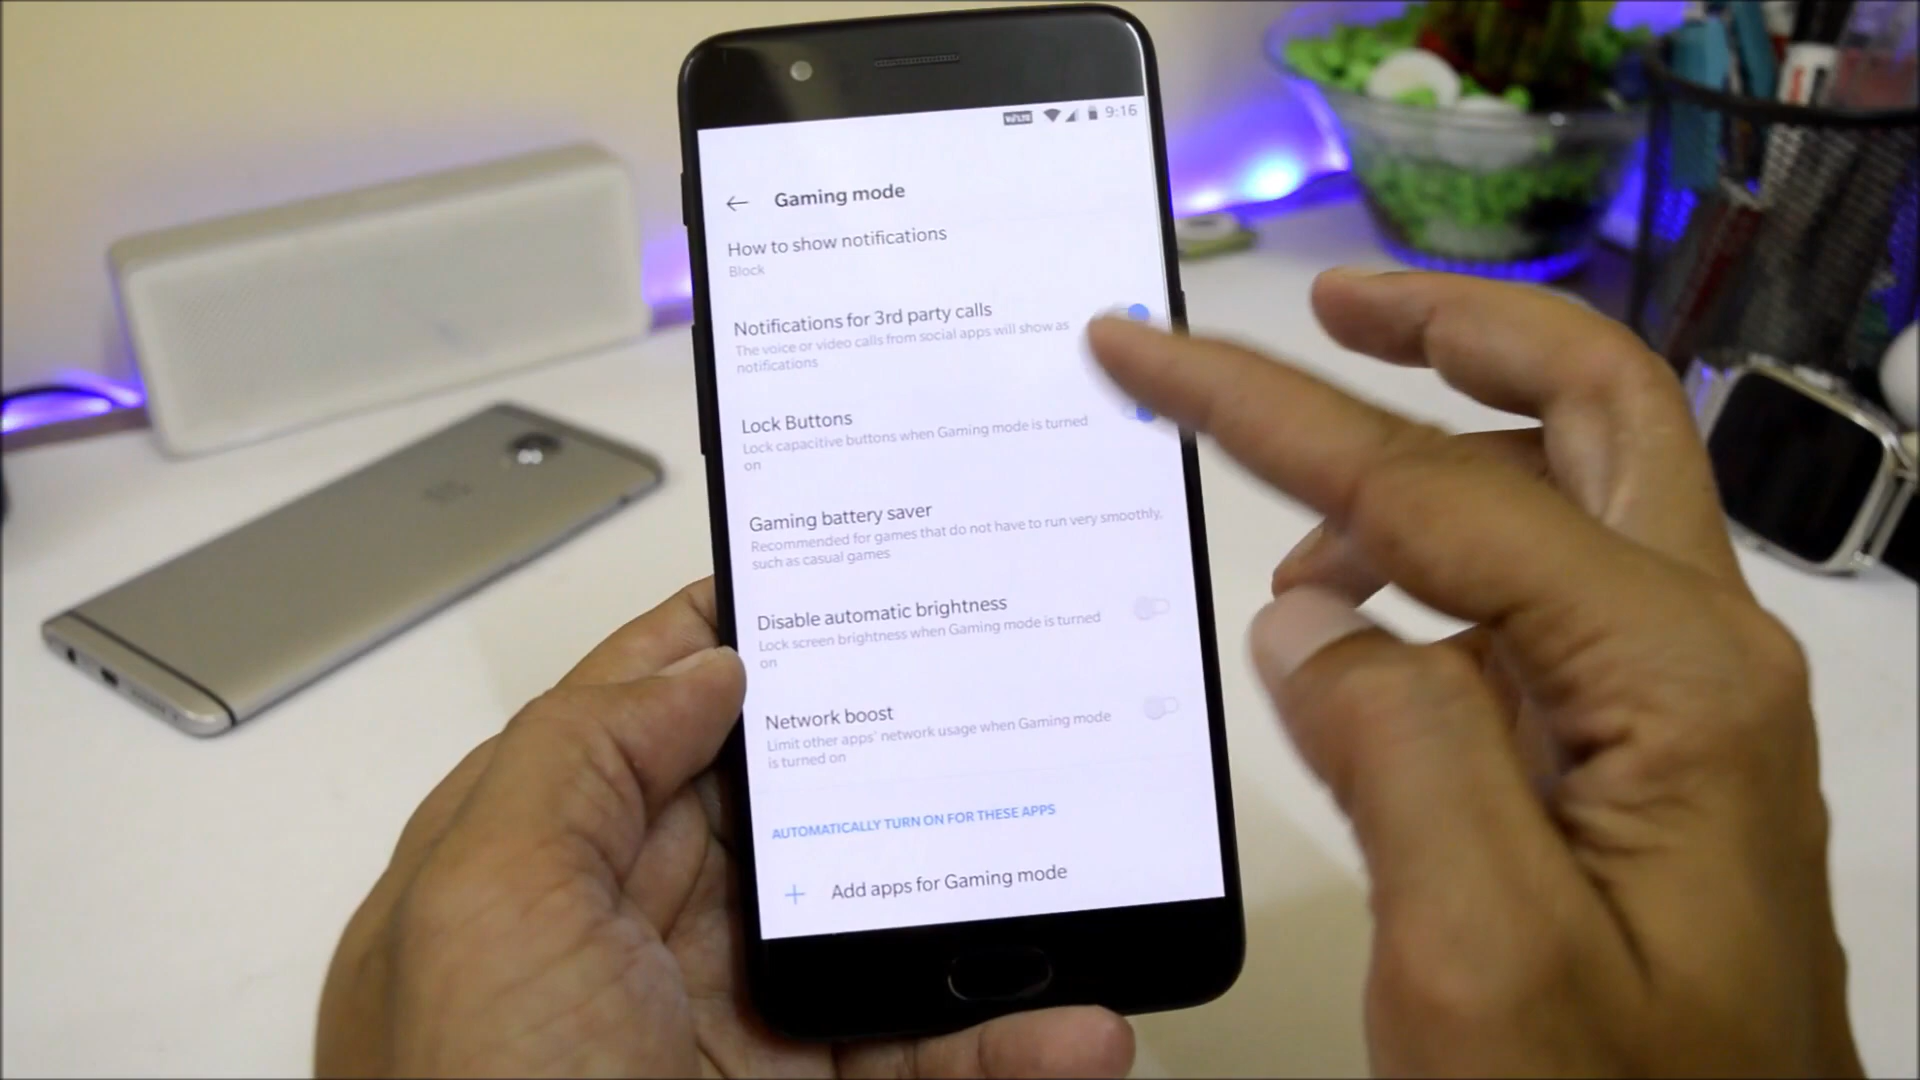 VoLTE 9:16
Gaming mode
How to show notifications
Block
Notifications for 3rd party calls
The voice or video calls from social apps will show as
notifications
Lock Buttons
Lock capacitive buttons when Gaming mode is turned
on
Gaming battery saver
Recommended for games that do not have to run very smoothly,
such as casual games
Disable automatic brightness
Lock screen brightness when Gaming mode is turned
on
Network boost
Limit other apps' network usage when Gaming mode
is turned on
AUTOMATICALLY TURN ON FOR THESE APPS
Add apps for Gaming mode